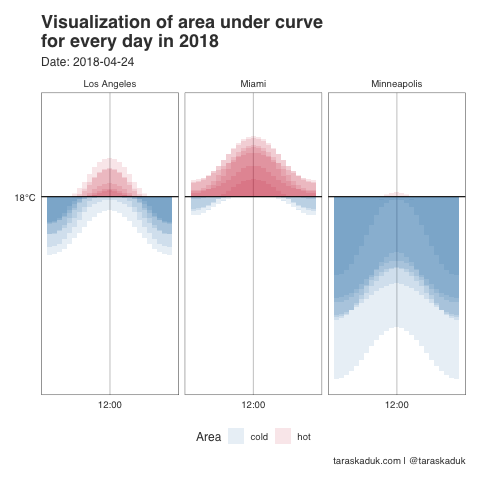 Visualization of area under curve
for every day in 2018
Date: 2018-04-24
Los Angeles
Miami
Minneapolis
18°C
12:00
12:00
12:00
Area
cold
hot
taraskaduk.com | @taraskaduk